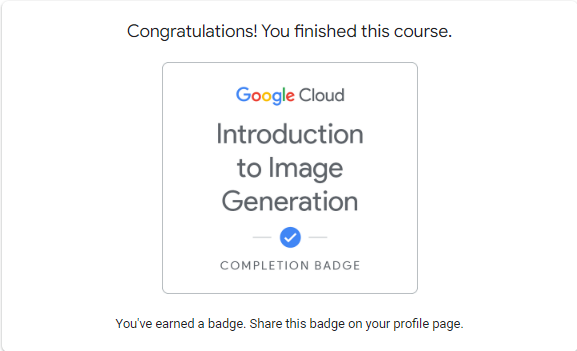 Congratulations! You finished this course.
Google Cloud
Introduction
to Image
Generation
COMPLETION BADGE
You've earned a badge. Share this badge on your profile page.